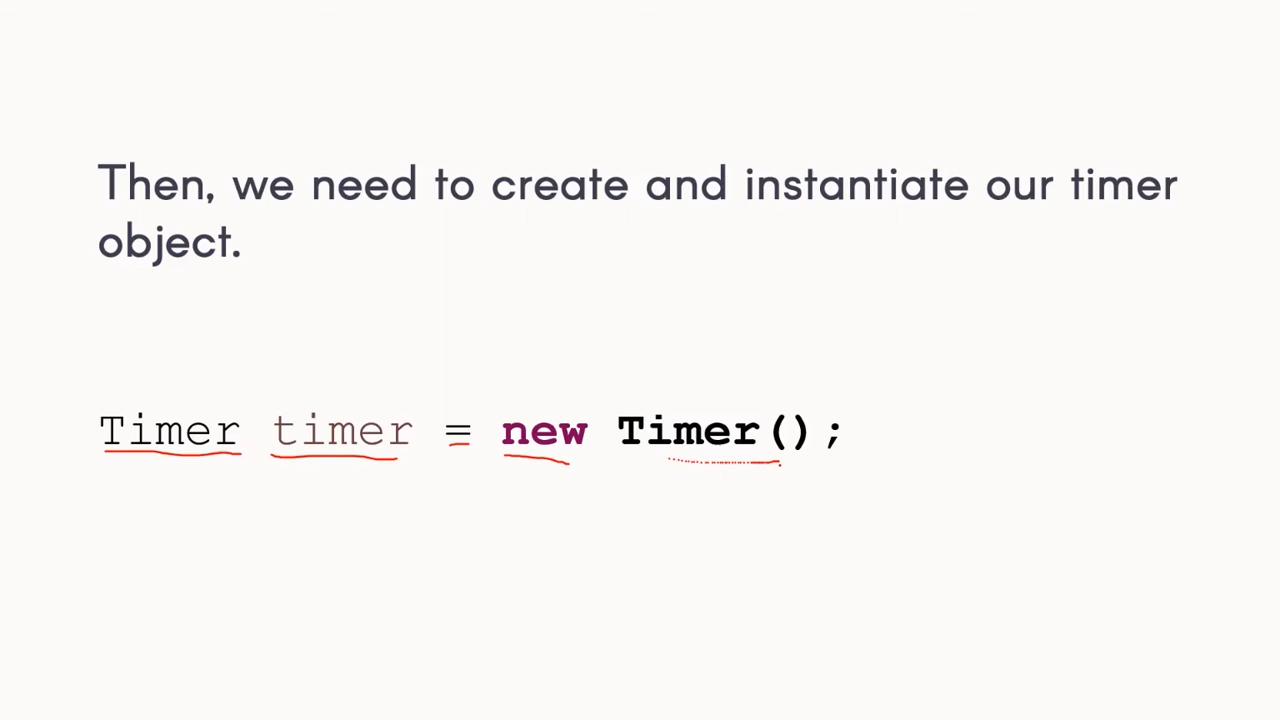 Then, we need to create and instantiate our timer
object.
Timer timer = new Timer();